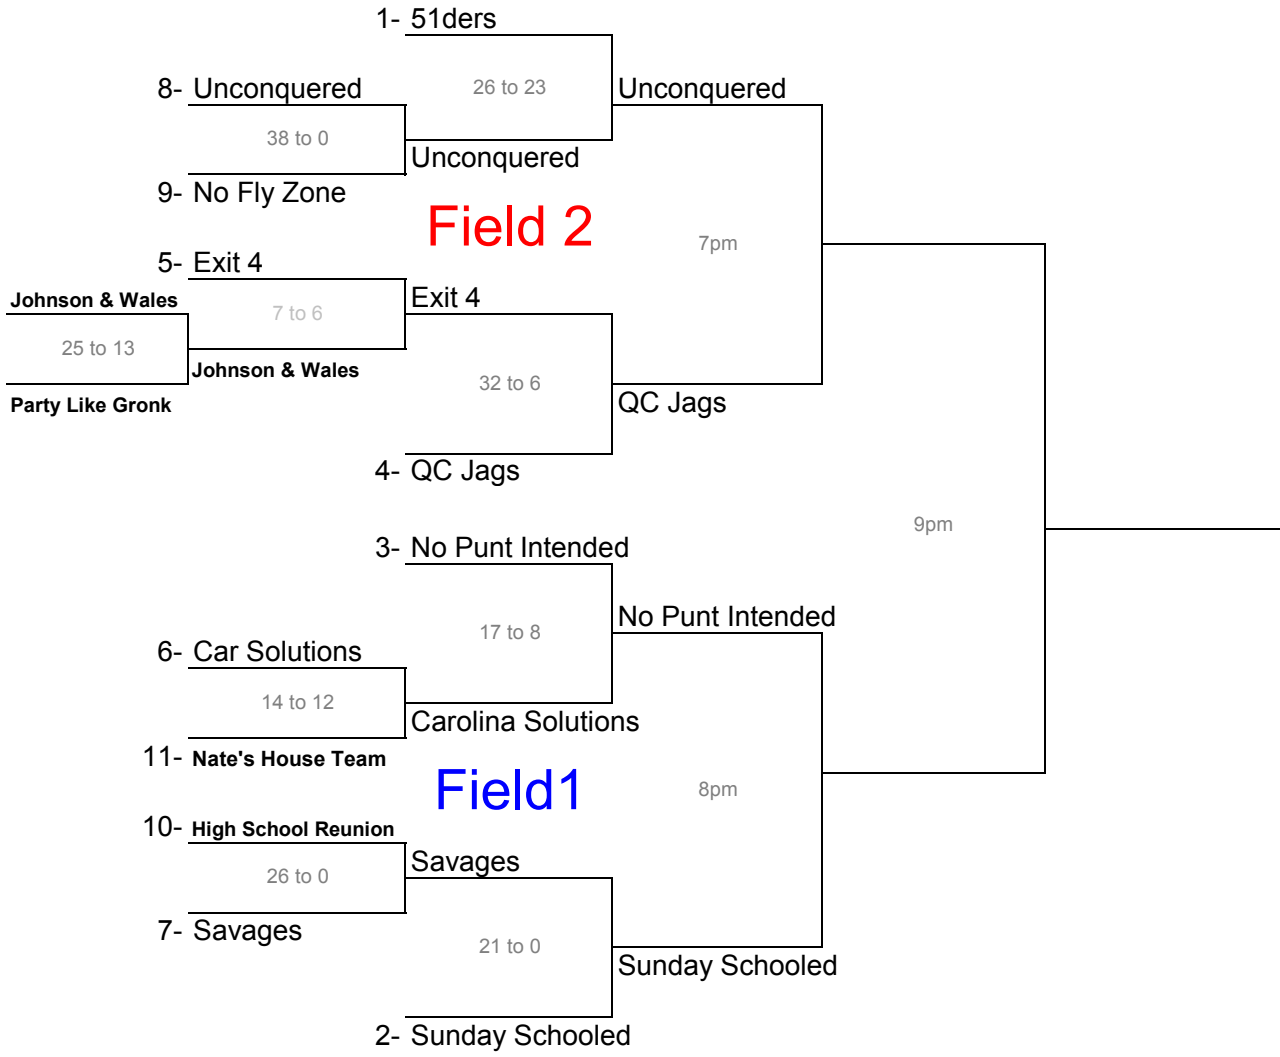 1- 51ders
8- Unconquered
26 to 23
Unconquered
38 to 0
Unconquered
9- No Fly Zone
Field 2
7pm
5- Exit 4
Johnson & Wales
7 to 6
Exit 4
25 to 13
Johnson & Wales
32 to 6
Party Like Gronk
QC Jags
4- QC Jags
9pm
3- No Punt Intended
No Punt Intended
17 to 8
6- Car Solutions
14 to 12
Carolina Solutions
11- Nate's House Team
Field1
8pm
10- High School Reunion
Savages
26 to 0
7- Savages
21 to 0
Sunday Schooled
2- Sunday Schooled